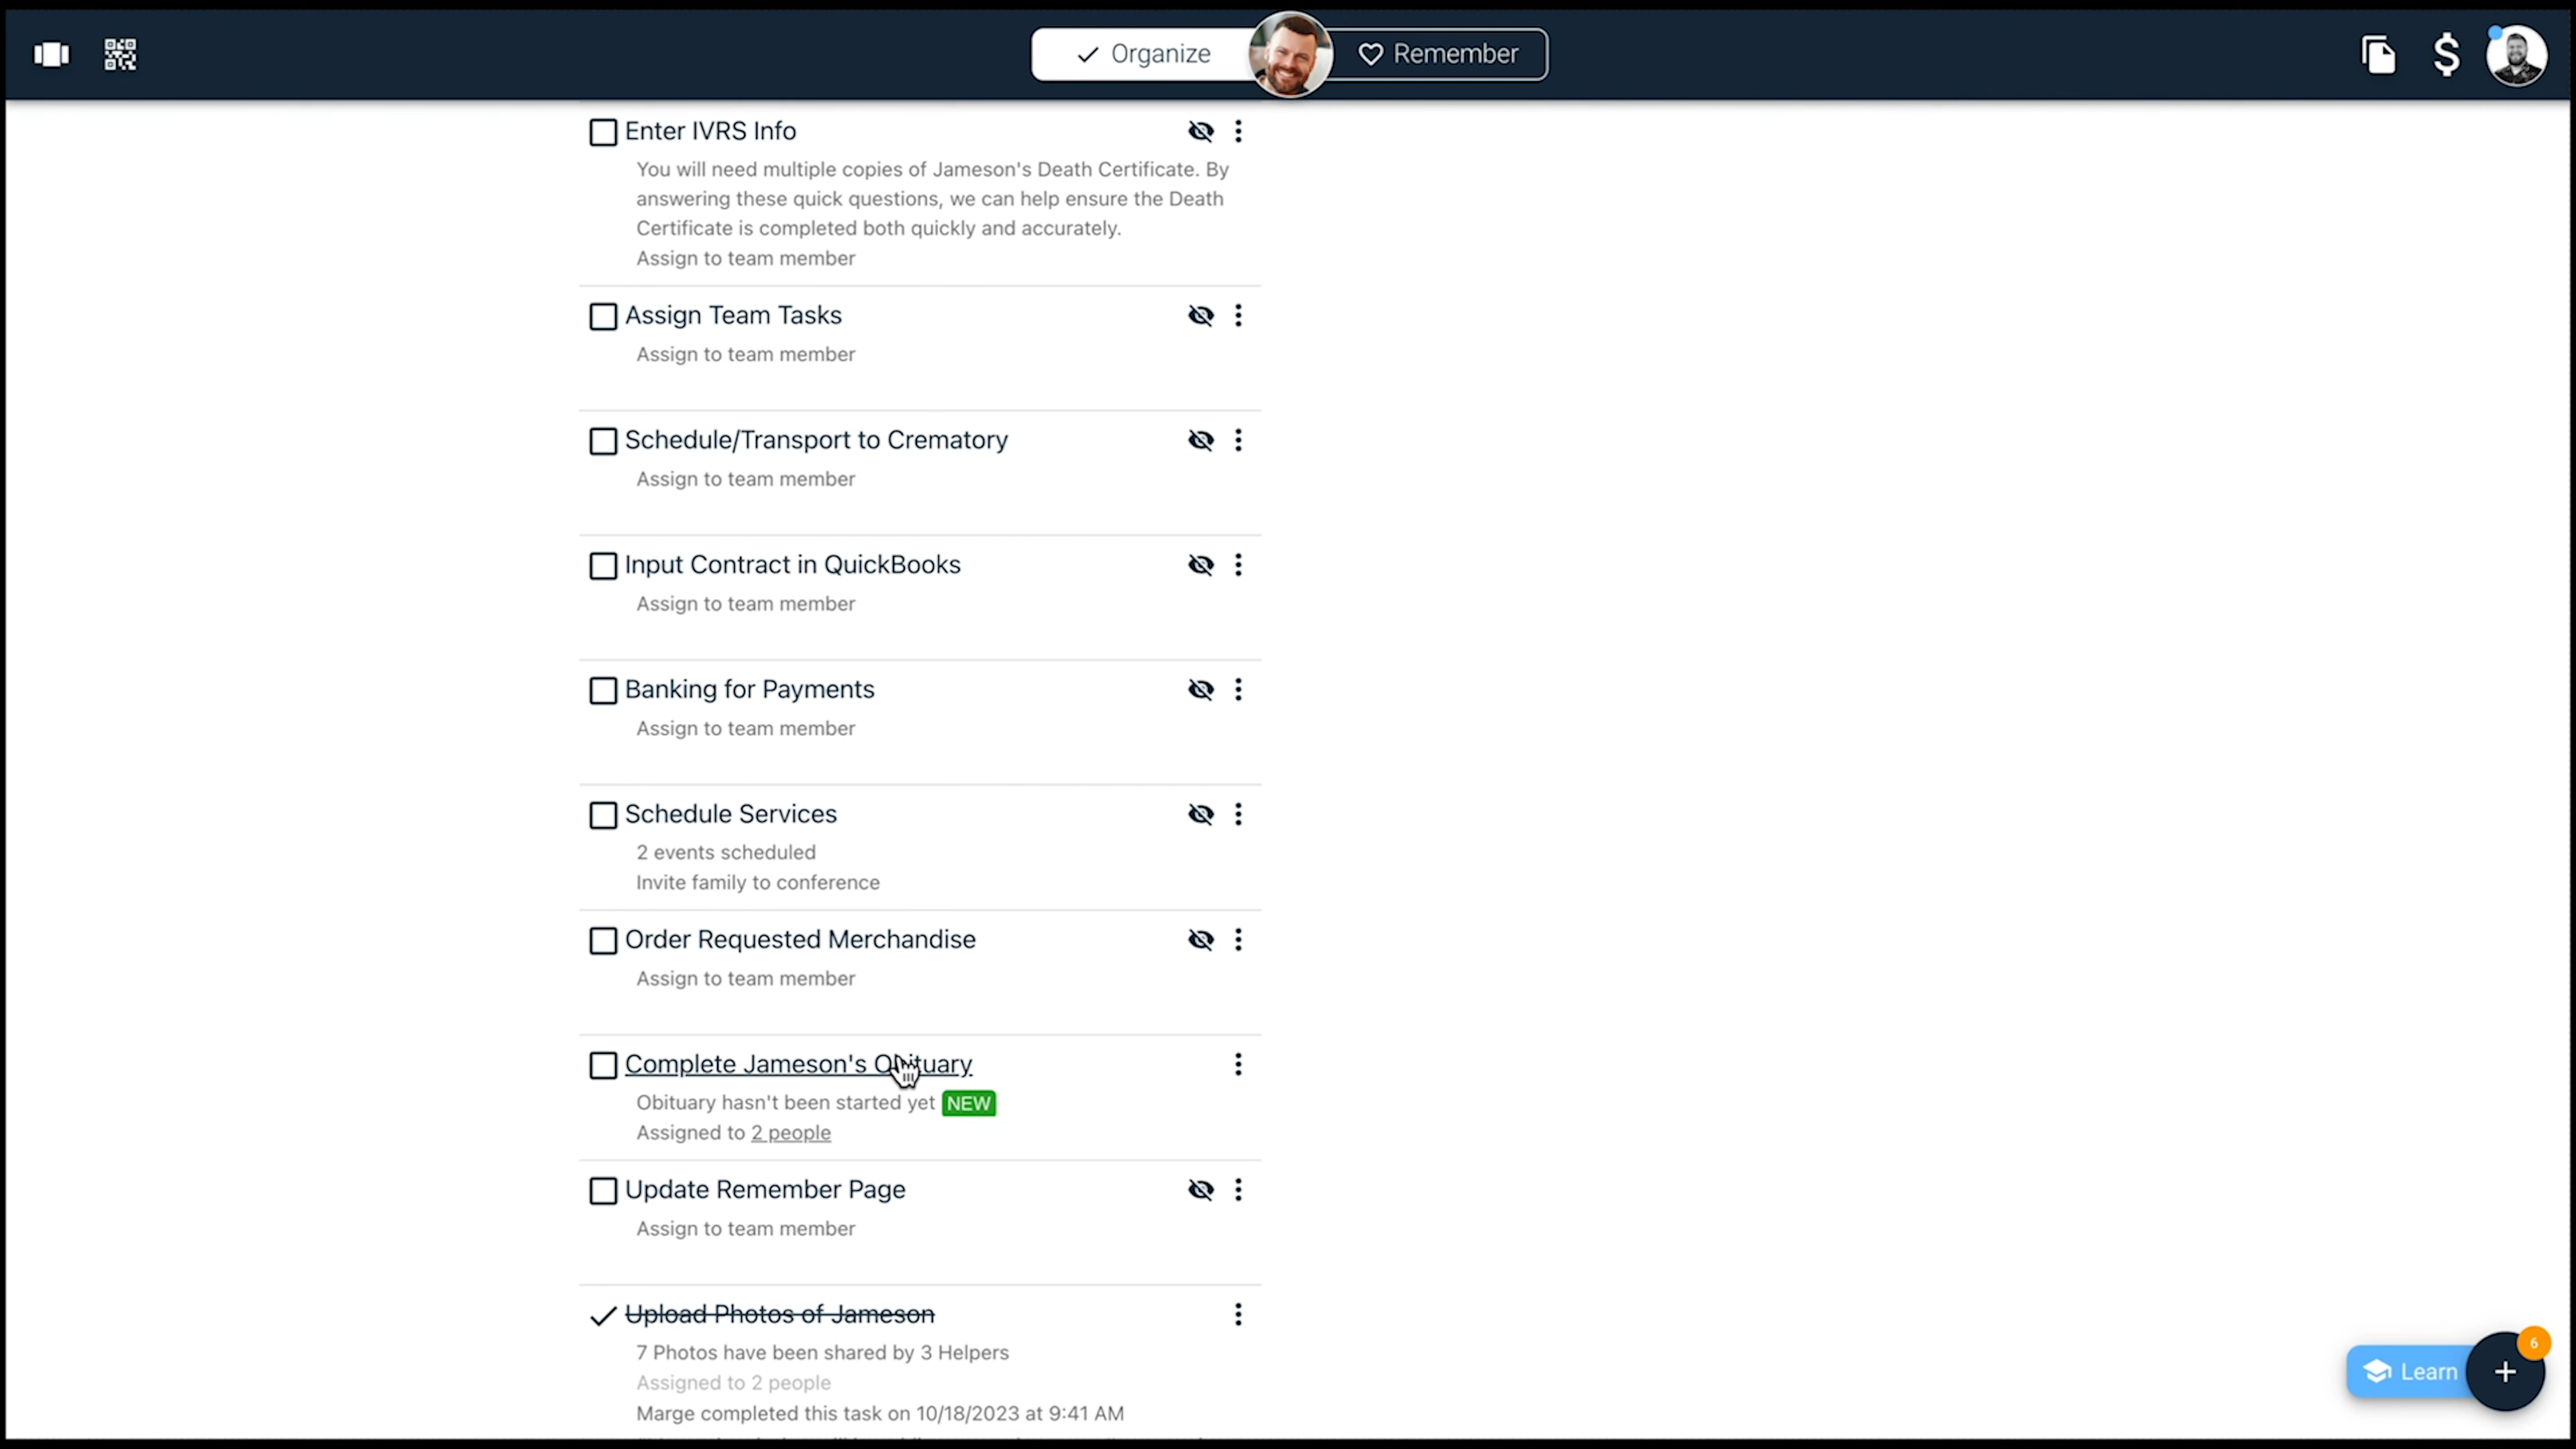 Organize
Remember
Enter IVRS Info
You will need multiple copies of Jameson's Death Certificate. By
answering these quick questions, we can help ensure the Death
Certificate is completed both quickly and accurately.
Assign to team member
Assign Team Tasks
Assign to team member
Schedule/Transport to Crematory
Assign to team member
Input Contract in QuickBooks
Assign to team member
Banking for Payments
Assign to team member
Schedule Services
2 events scheduled
Invite family to conference
Order Requested Merchandise
Assign to team member
Complete Jameson's Obituary
Obituary hasn't been started yet NEW
Assigned to 2 people
Update Remember Page
Assign to team member
Upload Photos of Jameson
7 Photos have been shared by 3 Helpers
Assigned to 2 people
Marge completed this task on 10/18/2023 at 9:41 AM
6
Learn